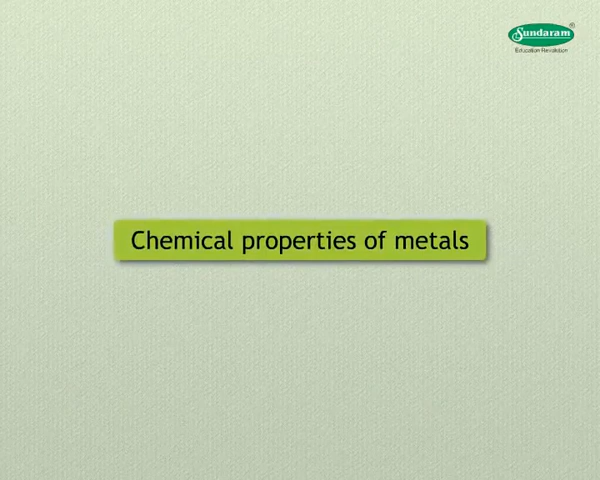 Sundaram®
Education Revolution
Chemical properties of metals